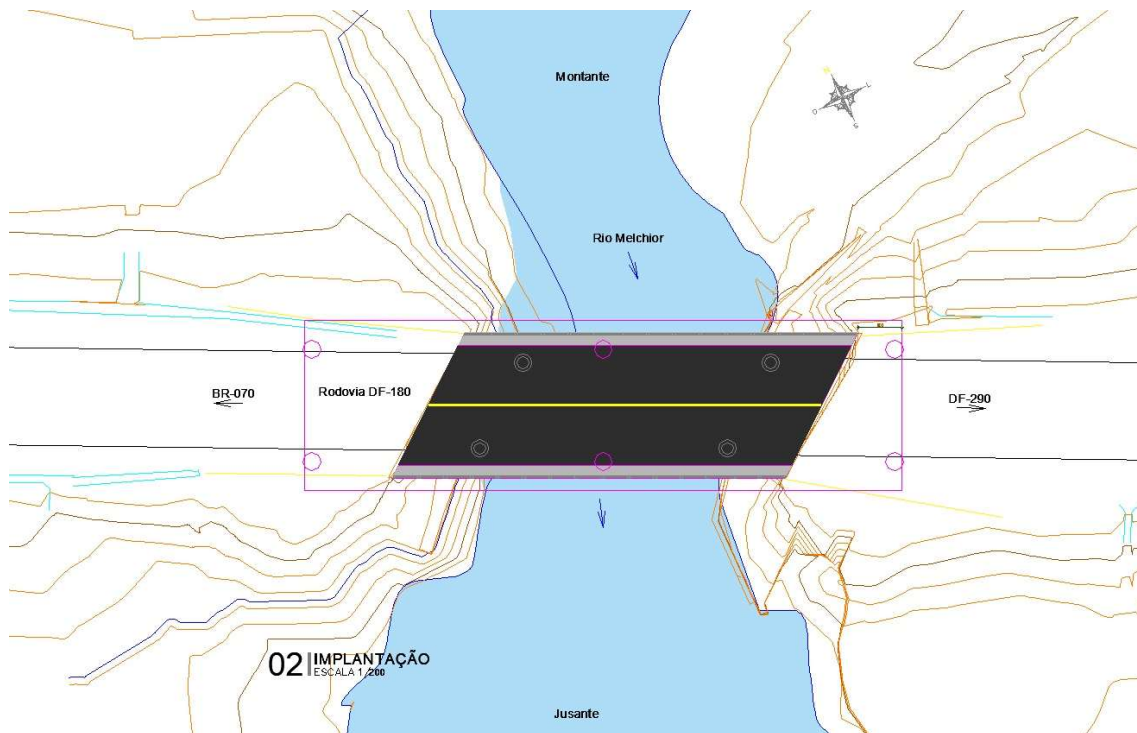 Montante
L
O
S
Rio Melchior
BR-070
Rodovia DF-180
DF-290
02 IMPLANTAÇÃO
ESCALA 1/200
Jusante